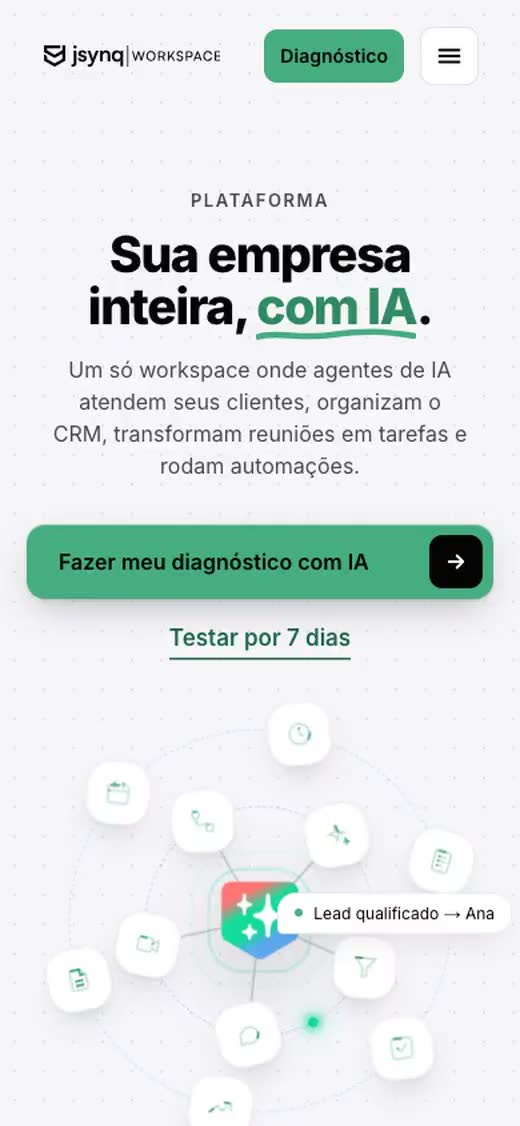 jsynq|WORKSPACE
Diagnóstico
PLATAFORMA
Sua empresa
inteira, com IA.
Um só workspace onde agentes de IA
atendem seus clientes, organizam o
CRM, transformam reuniões em tarefas e
rodam automações.
Fazer meu diagnóstico com IA
Testar por 7 dias
Lead qualificado → Ana